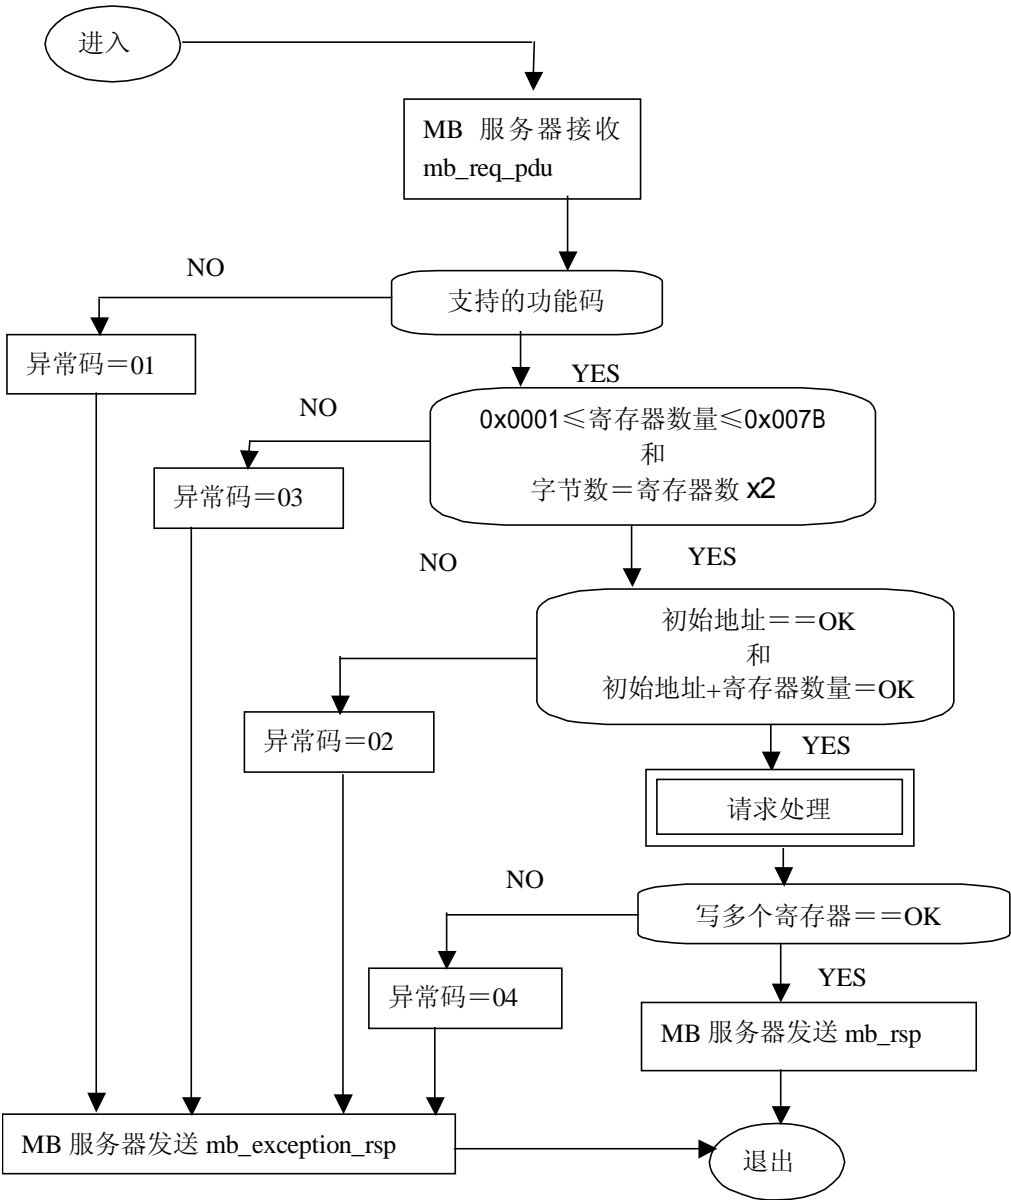 进入
MB 服务器接收
mb_req_pdu
NO
支持的功能码
异常码＝01
YES
NO
0x0001≤寄存器数量≤0x007B
和
字节数＝寄存器数 x2
异常码＝03
NO
YES
初始地址＝＝OK
和
初始地址+寄存器数量＝OK
异常码＝02
YES
请求处理
NO
写多个寄存器＝＝OK
异常码＝04
YES
MB 服务器发送 mb_rsp
MB 服务器发送 mb_exception_rsp
退出